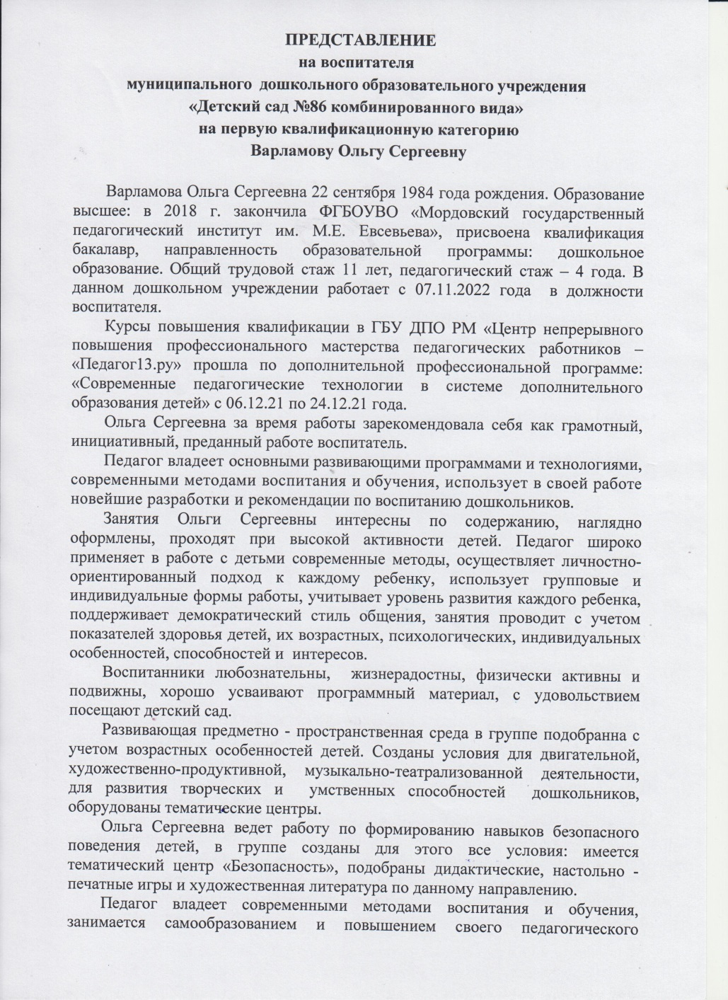 ПРЕДСТАВЛЕНИЕ
на воспитателя
муниципального дошкольного образовательного учреждения
«Детский сад №86 комбинированного вида»
на первую квалификационную категорию
Варламову Ольгу Сергеевну
Варламова Ольга Сергеевна 22 сентября 1984 года рождения. Образование
высшее: в 2018 г. закончила ФГБОУВО «Мордовский государственный
педагогический институт им. М.Е. Евсевьева», присвоена квалификация
бакалавр, направленность образовательной программы: дошкольное
образование. Общий трудовой стаж 11 лет, педагогический стаж – 4 года. В
данном дошкольном учреждении работает с 07.11.2022 года в должности
воспитателя.
Курсы повышения квалификации в ГБУ ДПО РМ «Центр непрерывного
повышения профессионального мастерства педагогических работников –
«Педагог13.ру» прошла по дополнительной профессиональной программе:
«Современные педагогические технологии в системе дополнительного
образования детей» с 06.12.21 по 24.12.21 года.
Ольга Сергеевна за время работы зарекомендовала себя как грамотный,
инициативный, преданный работе воспитатель.
Педагог владеет основными развивающими программами и технологиями,
современными методами воспитания и обучения, использует в своей работе
новейшие разработки и рекомендации по воспитанию дошкольников.
Занятия Ольги Сергеевны интересны по содержанию, наглядно
оформлены, проходят при высокой активности детей. Педагог широко
применяет в работе с детьми современные методы, осуществляет личностно-
ориентированный подход к каждому ребенку, использует групповые и
индивидуальные формы работы, учитывает уровень развития каждого ребенка,
поддерживает демократический стиль общения, занятия проводит с учетом
показателей здоровья детей, их возрастных, психологических, индивидуальных
особенностей, способностей и интересов.
Воспитанники любознательны, жизнерадостны, физически активны и
подвижны, хорошо усваивают программный материал, с удовольствием
посещают детский сад.
Развивающая предметно - пространственная среда в группе подобранна с
учетом возрастных особенностей детей. Созданы условия для двигательной,
художественно-продуктивной, музыкально-театрализованной деятельности,
для развития творческих и умственных способностей дошкольников,
оборудованы тематические центры.
Ольга Сергеевна ведет работу по формированию навыков безопасного
поведения детей, в группе созданы для этого все условия: имеется
тематический центр «Безопасность», подобраны дидактические, настольно -
печатные игры и художественная литература по данному направлению.
Педагог владеет современными методами воспитания и обучения,
занимается самообразованием и повышением своего педагогического